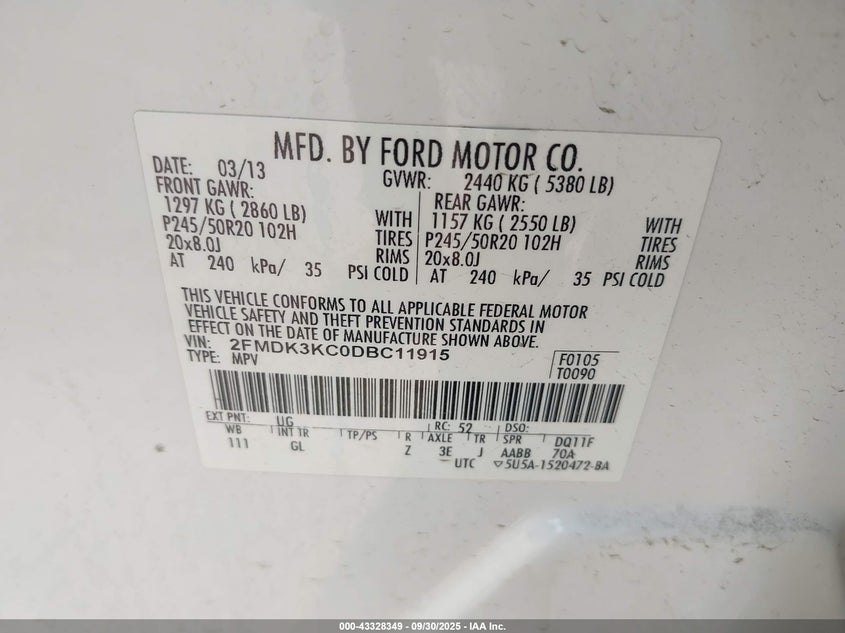 MFD. BY FORD MOTOR CO.
DATE: 03/13 GVWR: 2440 KG ( 5380 LB)
FRONT GAWR: REAR GAWR:
1297 KG ( 2860 LB) WITH 1157 KG ( 2550 LB) WITH
P245/50R20 102H TIRES P245/50R20 102H TIRES
20x8.0J RIMS 20x8.0J RIMS
AT 240 kPa/ 35 PSI COLD AT 240 kPa/ 35 PSI COLD
THIS VEHICLE CONFORMS TO ALL APPLICABLE FEDERAL MOTOR
VEHICLE SAFETY AND THEFT PREVENTION STANDARDS IN
EFFECT ON THE DATE OF MANUFACTURE SHOWN ABOVE.
VIN: 2FMDK3KC0DBC11915
TYPE: MPV
F0105
T0090
EXT PNT: UG RC: 52 DSO:
WB INT TR TP/PS R AXLE TR SPR DQ11F
111 GL Z 3E J AABB 70A
UTC ▽5U5A-1520472-BA
000-43328349 - 09/30/2025 - IAA Inc.